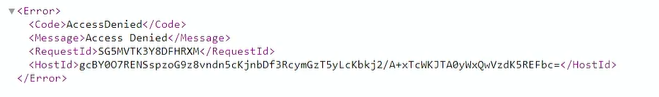 ▼<Error>
<Code>AccessDenied</Code>
<Message>Access Denied</Message>
<RequestId>SG5MVTK3Y8DFHRXM</RequestId>
<HostId>gcBY0O7RENSspzoG9z8vndn5cKjnbDf3RcymGzT5yLcKbkj2/A+xTcWKJTA0yWxQwVzdK5REFbc=</HostId>
</Error>